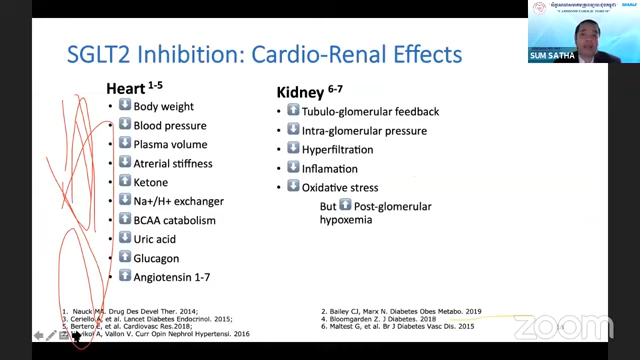 SGLT2 Inhibition: Cardio-Renal Effects
SUM SATHA
Heart 1-5
Body weight
Blood pressure
Plasma volume
Atrerial stiffness
Ketone
Na+/H+ exchanger
BCAA catabolism
Uric acid
Glucagon
Angiotensin 1-7
Kidney 6-7
Tubulo-glomerular feedback
Intra-glomerular pressure
Hyperfiltration
Inflamation
Oxidative stress
But Post-glomerular
hypoxemia
1. Nauck MA. Drug Des Devel Ther. 2014;
3. Ceriello A, et al. Lancet Diabetes Endocrinol. 2015;
5. Bertero E, et al. Cardiovasc Res.2018;
A, Vallon V. Curr Opin Nephrol Hypertensi. 2016
2. Bailey CJ, Marx N. Diabetes Obes Metabo. 2019
4. Bloomgarden Z. J Diabetes. 2018
6. Maltest G, et al. Br J Diabetes Vasc Dis. 2015
zoom